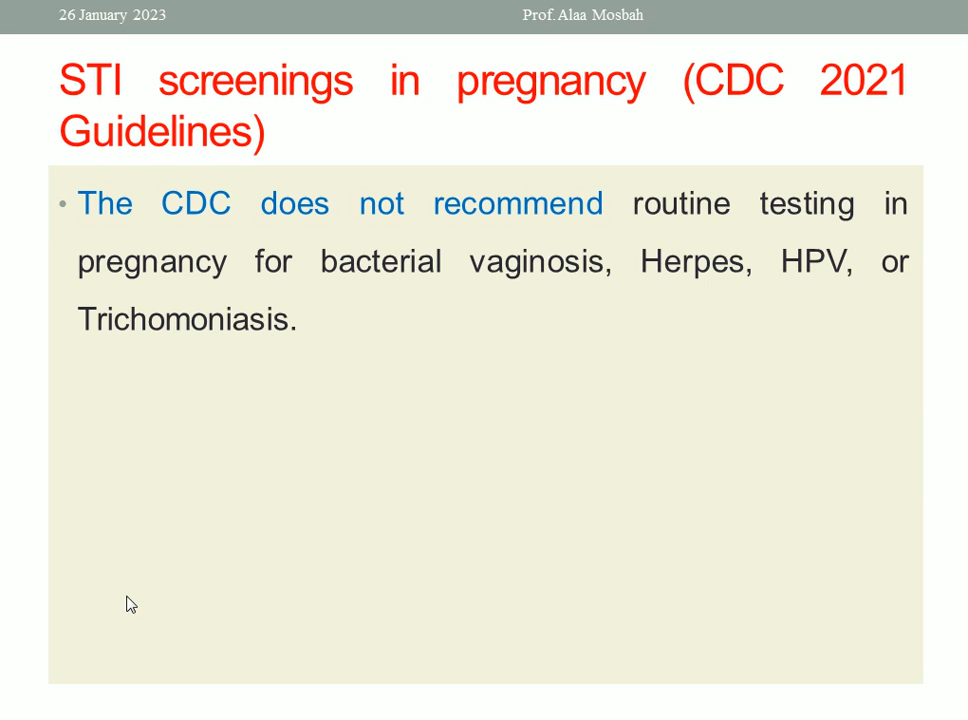 26 January 2023 Prof. Alaa Mosbah
STI screenings in pregnancy (CDC 2021
Guidelines)
• The CDC does not recommend routine testing in
pregnancy for bacterial vaginosis, Herpes, HPV, or
Trichomoniasis.